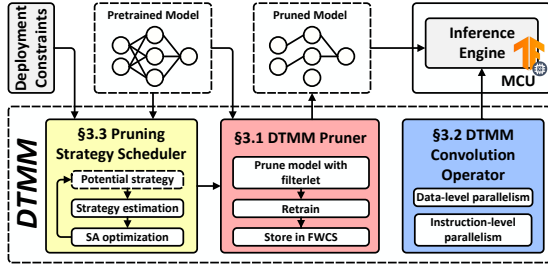 Deployment
Constraints
Pretrained Model
Pruned Model
Inference
Engine
MCU
DTMM
§3.3 Pruning
Strategy Scheduler
Potential strategy
Strategy estimation
SA optimization
§3.1 DTMM
Pruner
Prune model with
filterlet
Retrain
Store in FWCS
§3.2 DTMM
Convolution
Operator
Data-level parallelism
Instruction-level
parallelism